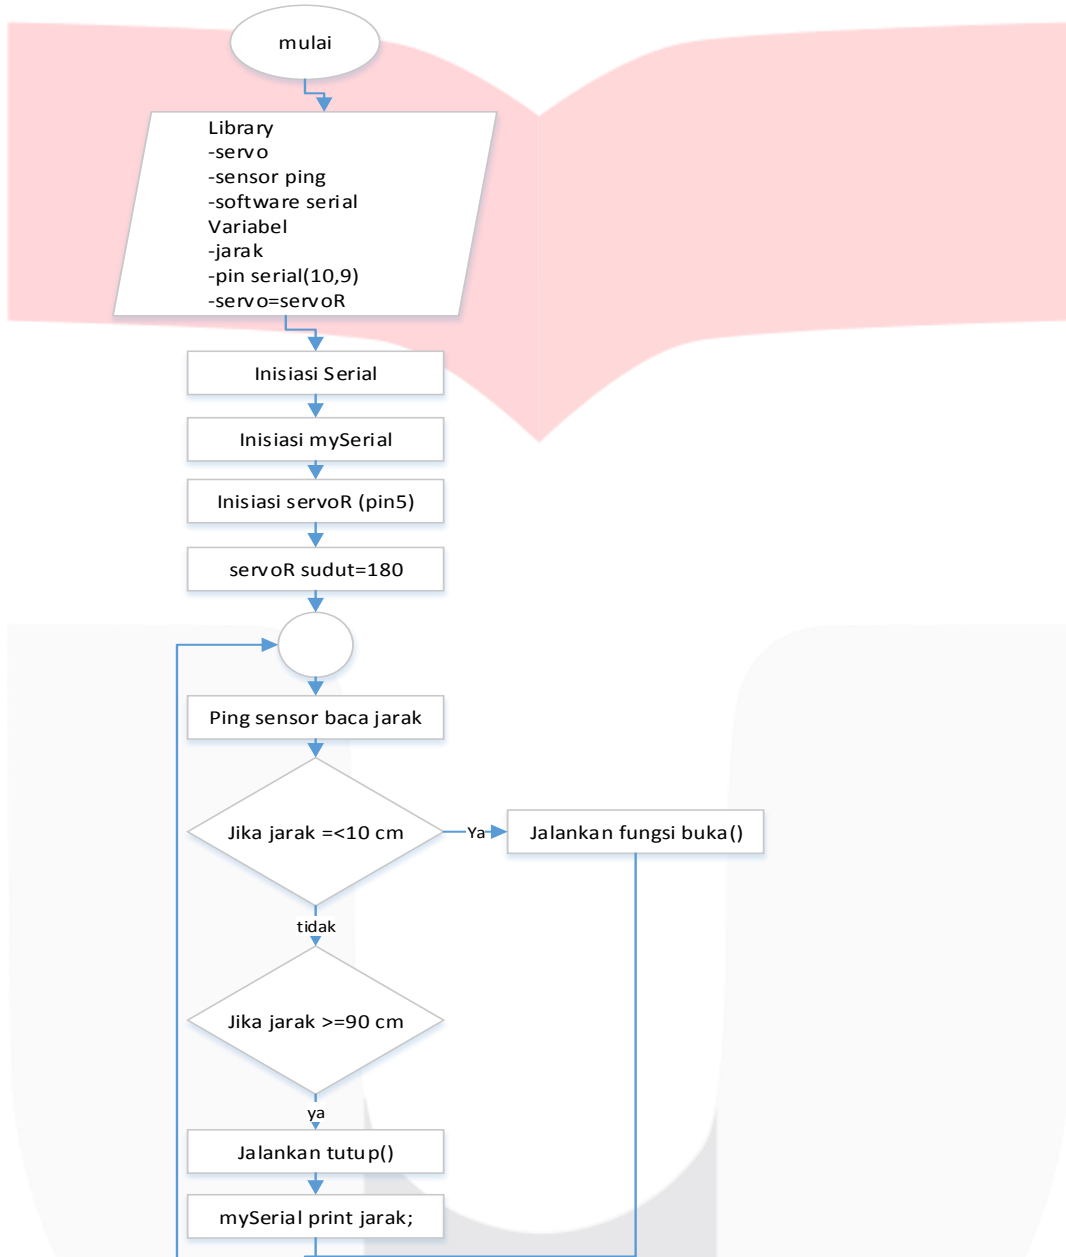 mulai
Library
-servo
-sensor ping
-software serial
Variabel
-jarak
-pin serial(10,9)
-servo=servoR
Inisiasi Serial
Inisiasi mySerial
Inisiasi servoR (pin5)
servoR sudut=180
Ping sensor baca jarak
Jika jarak =<10 cm
Ya
Jalankan fungsi buka()
tidak
Jika jarak >=90 cm
ya
Jalankan tutup()
mySerial print jarak;